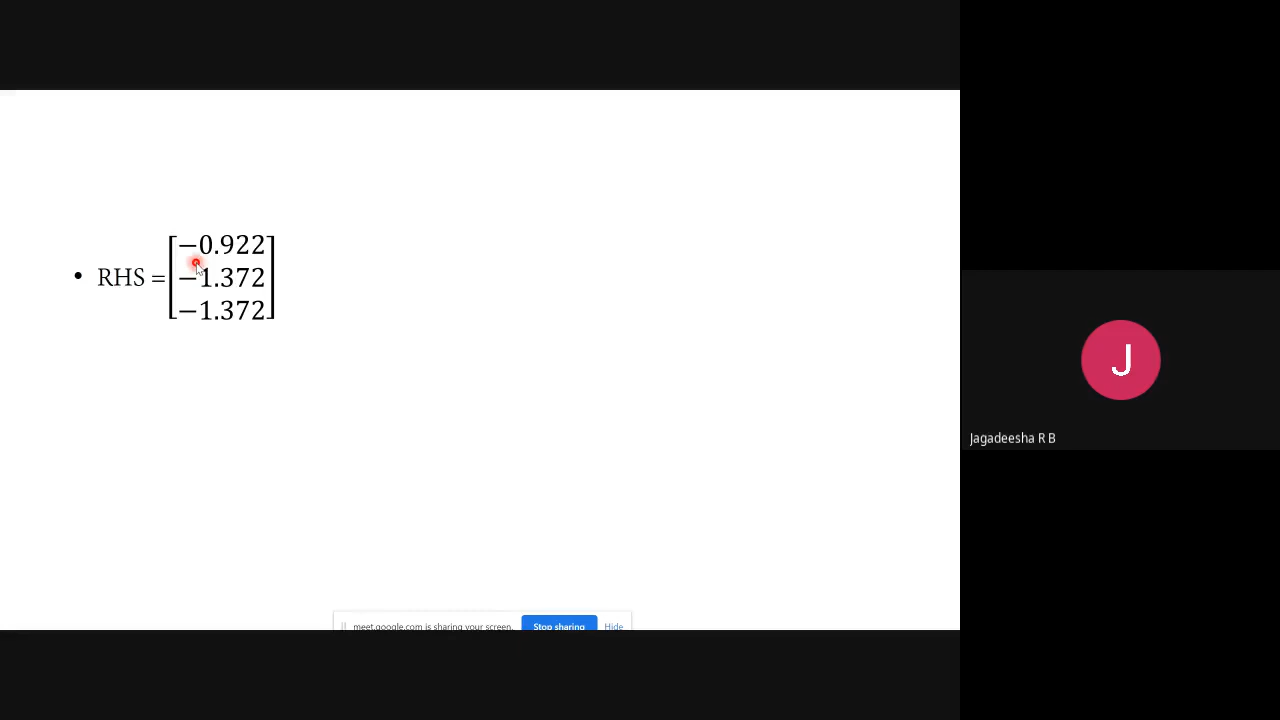 −0.922
• RHS = −1.372
−1.372
J
Jagadeesha R B
meet.google.com is sharing your screen. Stop sharing Hide